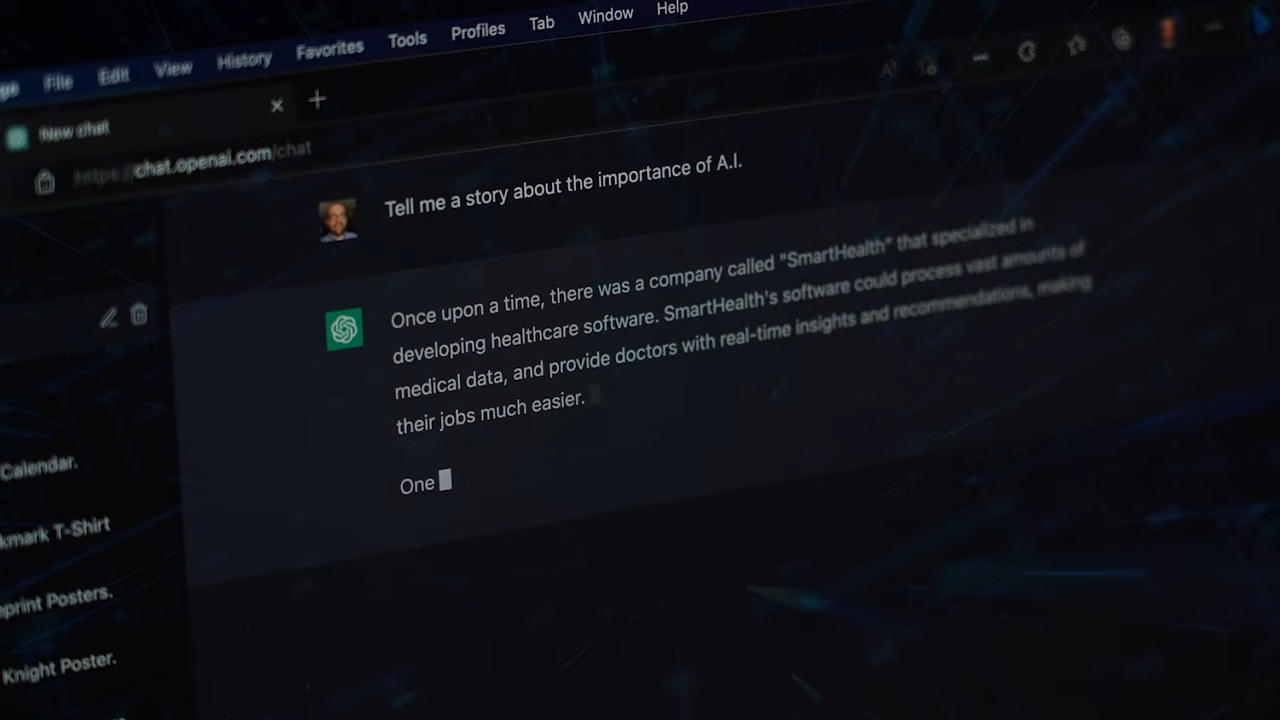 File Edit View History Favorites Tools Profiles Tab Window Help
New chat
https://chat.openai.com/chat
Tell me a story about the importance of A.I.
Once upon a time, there was a company called "SmartHealth" that specialized in
developing healthcare software. SmartHealth's software could process vast amounts of
medical data, and provide doctors with real-time insights and recommendations, making
their jobs much easier.
One
Calendar.
kmark T-Shirt
eprint Posters.
Knight Poster.